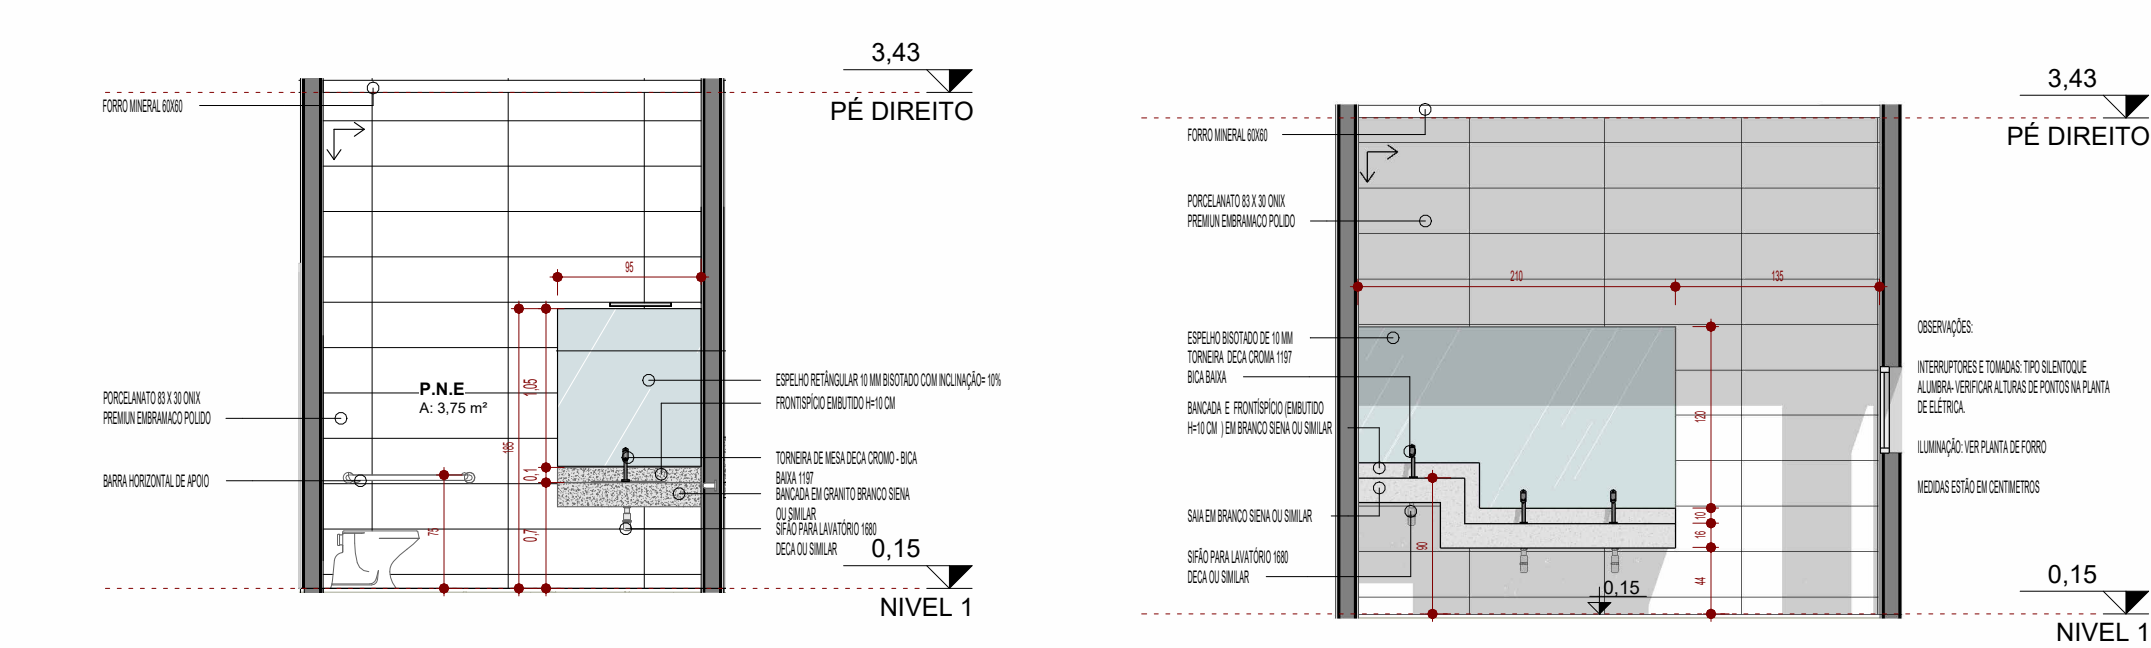 3,43
PÉ DIREITO
FORRO MINERAL 60X60
95
P.N.E
A: 3,75 m²
1,05
185
0,1
0,7
75
PORCELANATO 83 X 30 ONIX
PREMIUN EMBRAMACO POLIDO
BARRA HORIZONTAL DE APOIO
ESPELHO RETÂNGULAR 10 MM BISOTADO COM INCLINAÇÃO= 10%
FRONTISPÍCIO EMBUTIDO H=10 CM
TORNEIRA DE MESA DECA CROMO - BICA
BAIXA 1197
BANCADA EM GRANITO BRANCO SIENA
OU SIMILAR
SIFÃO PARA LAVATÓRIO 1680
DECA OU SIMILAR
0,15
NIVEL 1
3,43
PÉ DIREITO
FORRO MINERAL 60X60
PORCELANATO 83 X 30 ONIX
PREMIUN EMBRAMACO POLIDO
210
135
ESPELHO BISOTADO DE 10 MM
TORNEIRA DECA CROMA 1197
BICA BAIXA
BANCADA E FRONTÍSPÍCIO (EMBUTIDO
H=10 CM ) EM BRANCO SIENA OU SIMILAR
SAIA EM BRANCO SIENA OU SIMILAR
SIFÃO PARA LAVATÓRIO 1680
DECA OU SIMILAR
120
10
16
44
90
0,15
OBSERVAÇÕES:
INTERRUPTORES E TOMADAS: TIPO SILENTOQUE
ALUMBRA- VERIFICAR ALTURAS DE PONTOS NA PLANTA
DE ELÉTRICA.
ILUMINAÇÃO: VER PLANTA DE FORRO
MEDIDAS ESTÃO EM CENTIMETROS
0,15
NIVEL 1